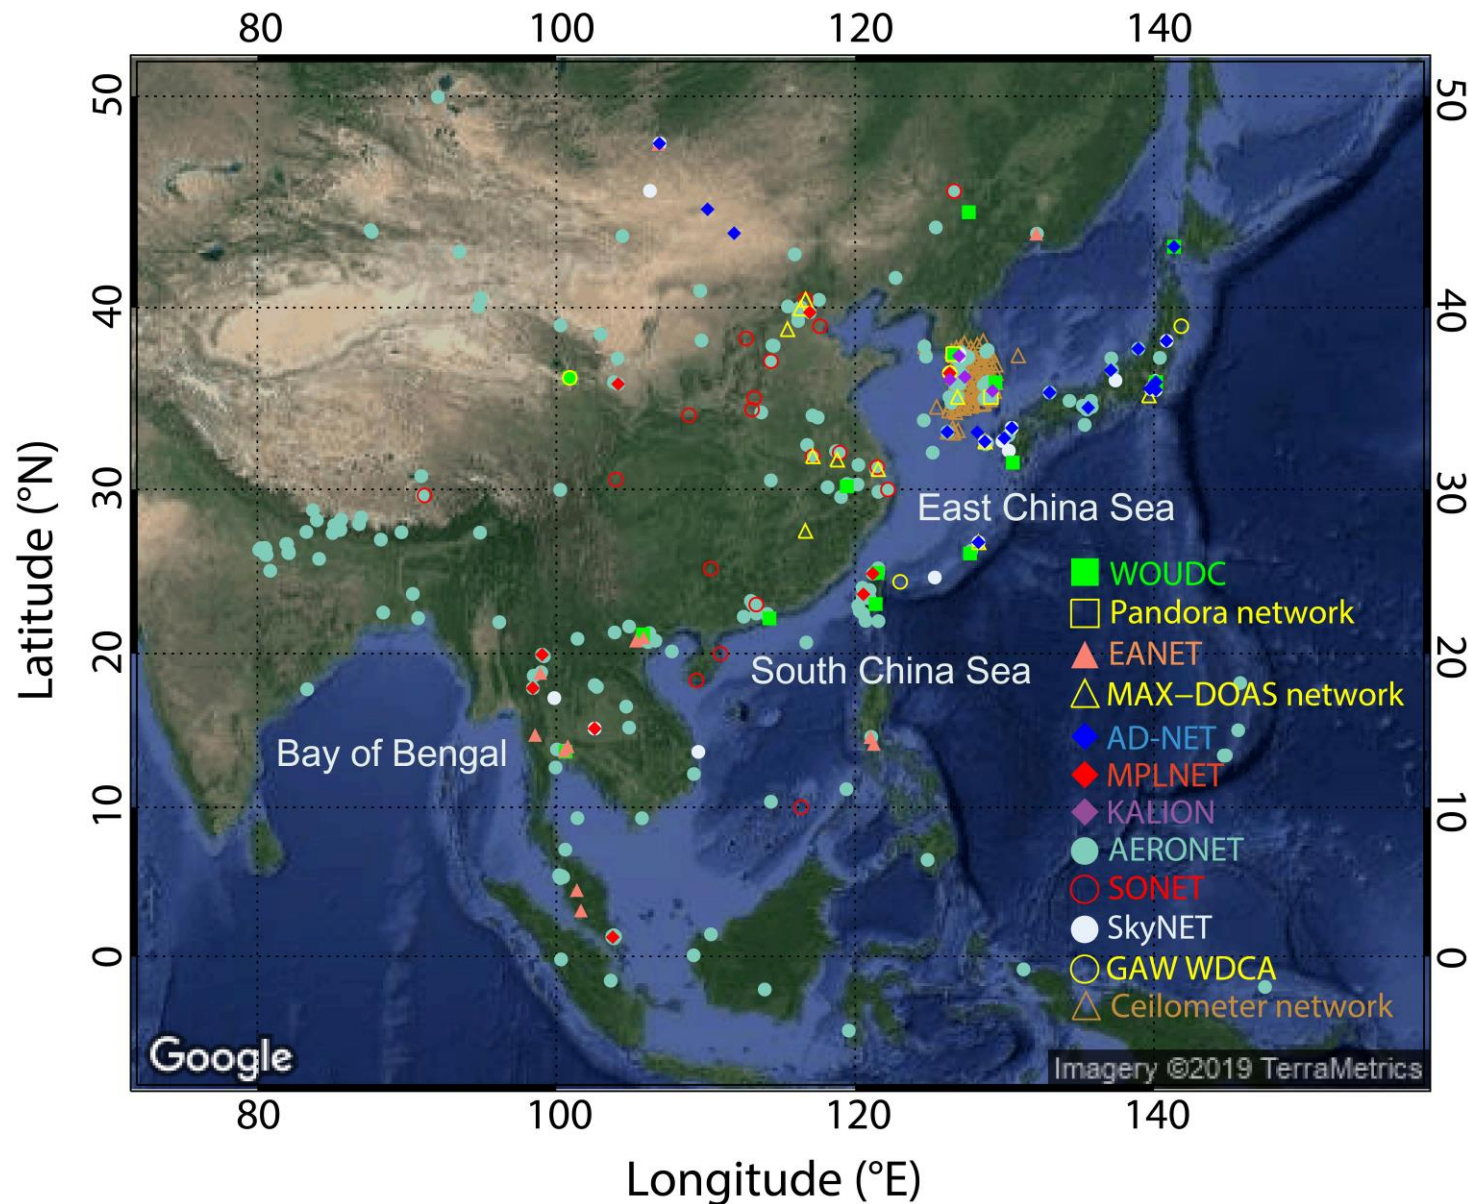 80 100 120 140
50 50
40 40
30 30
East China Sea
WOUDC
Pandora network
20 20
EANET
South China Sea
MAX−DOAS network
AD-NET
Bay of Bengal
MPLNET
10 10
KALION
AERONET
SONET
SkyNET
0 0
GAW WDCA
Ceilometer network
Google
Imagery ©2019 TerraMetrics
80 100 120 140
Latitude (°N)
Longitude (°E)